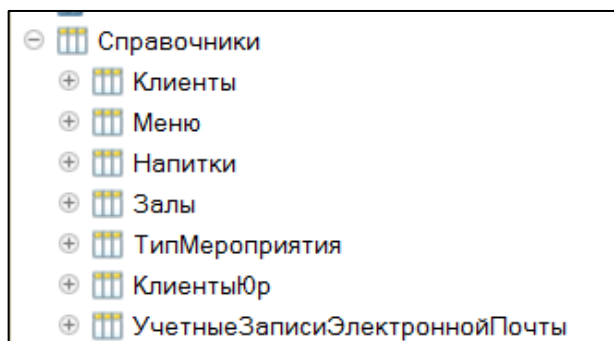 Справочники
Клиенты
Меню
Напитки
Залы
ТипМероприятия
КлиентыЮр
УчетныеЗаписиЭлектроннойПочты